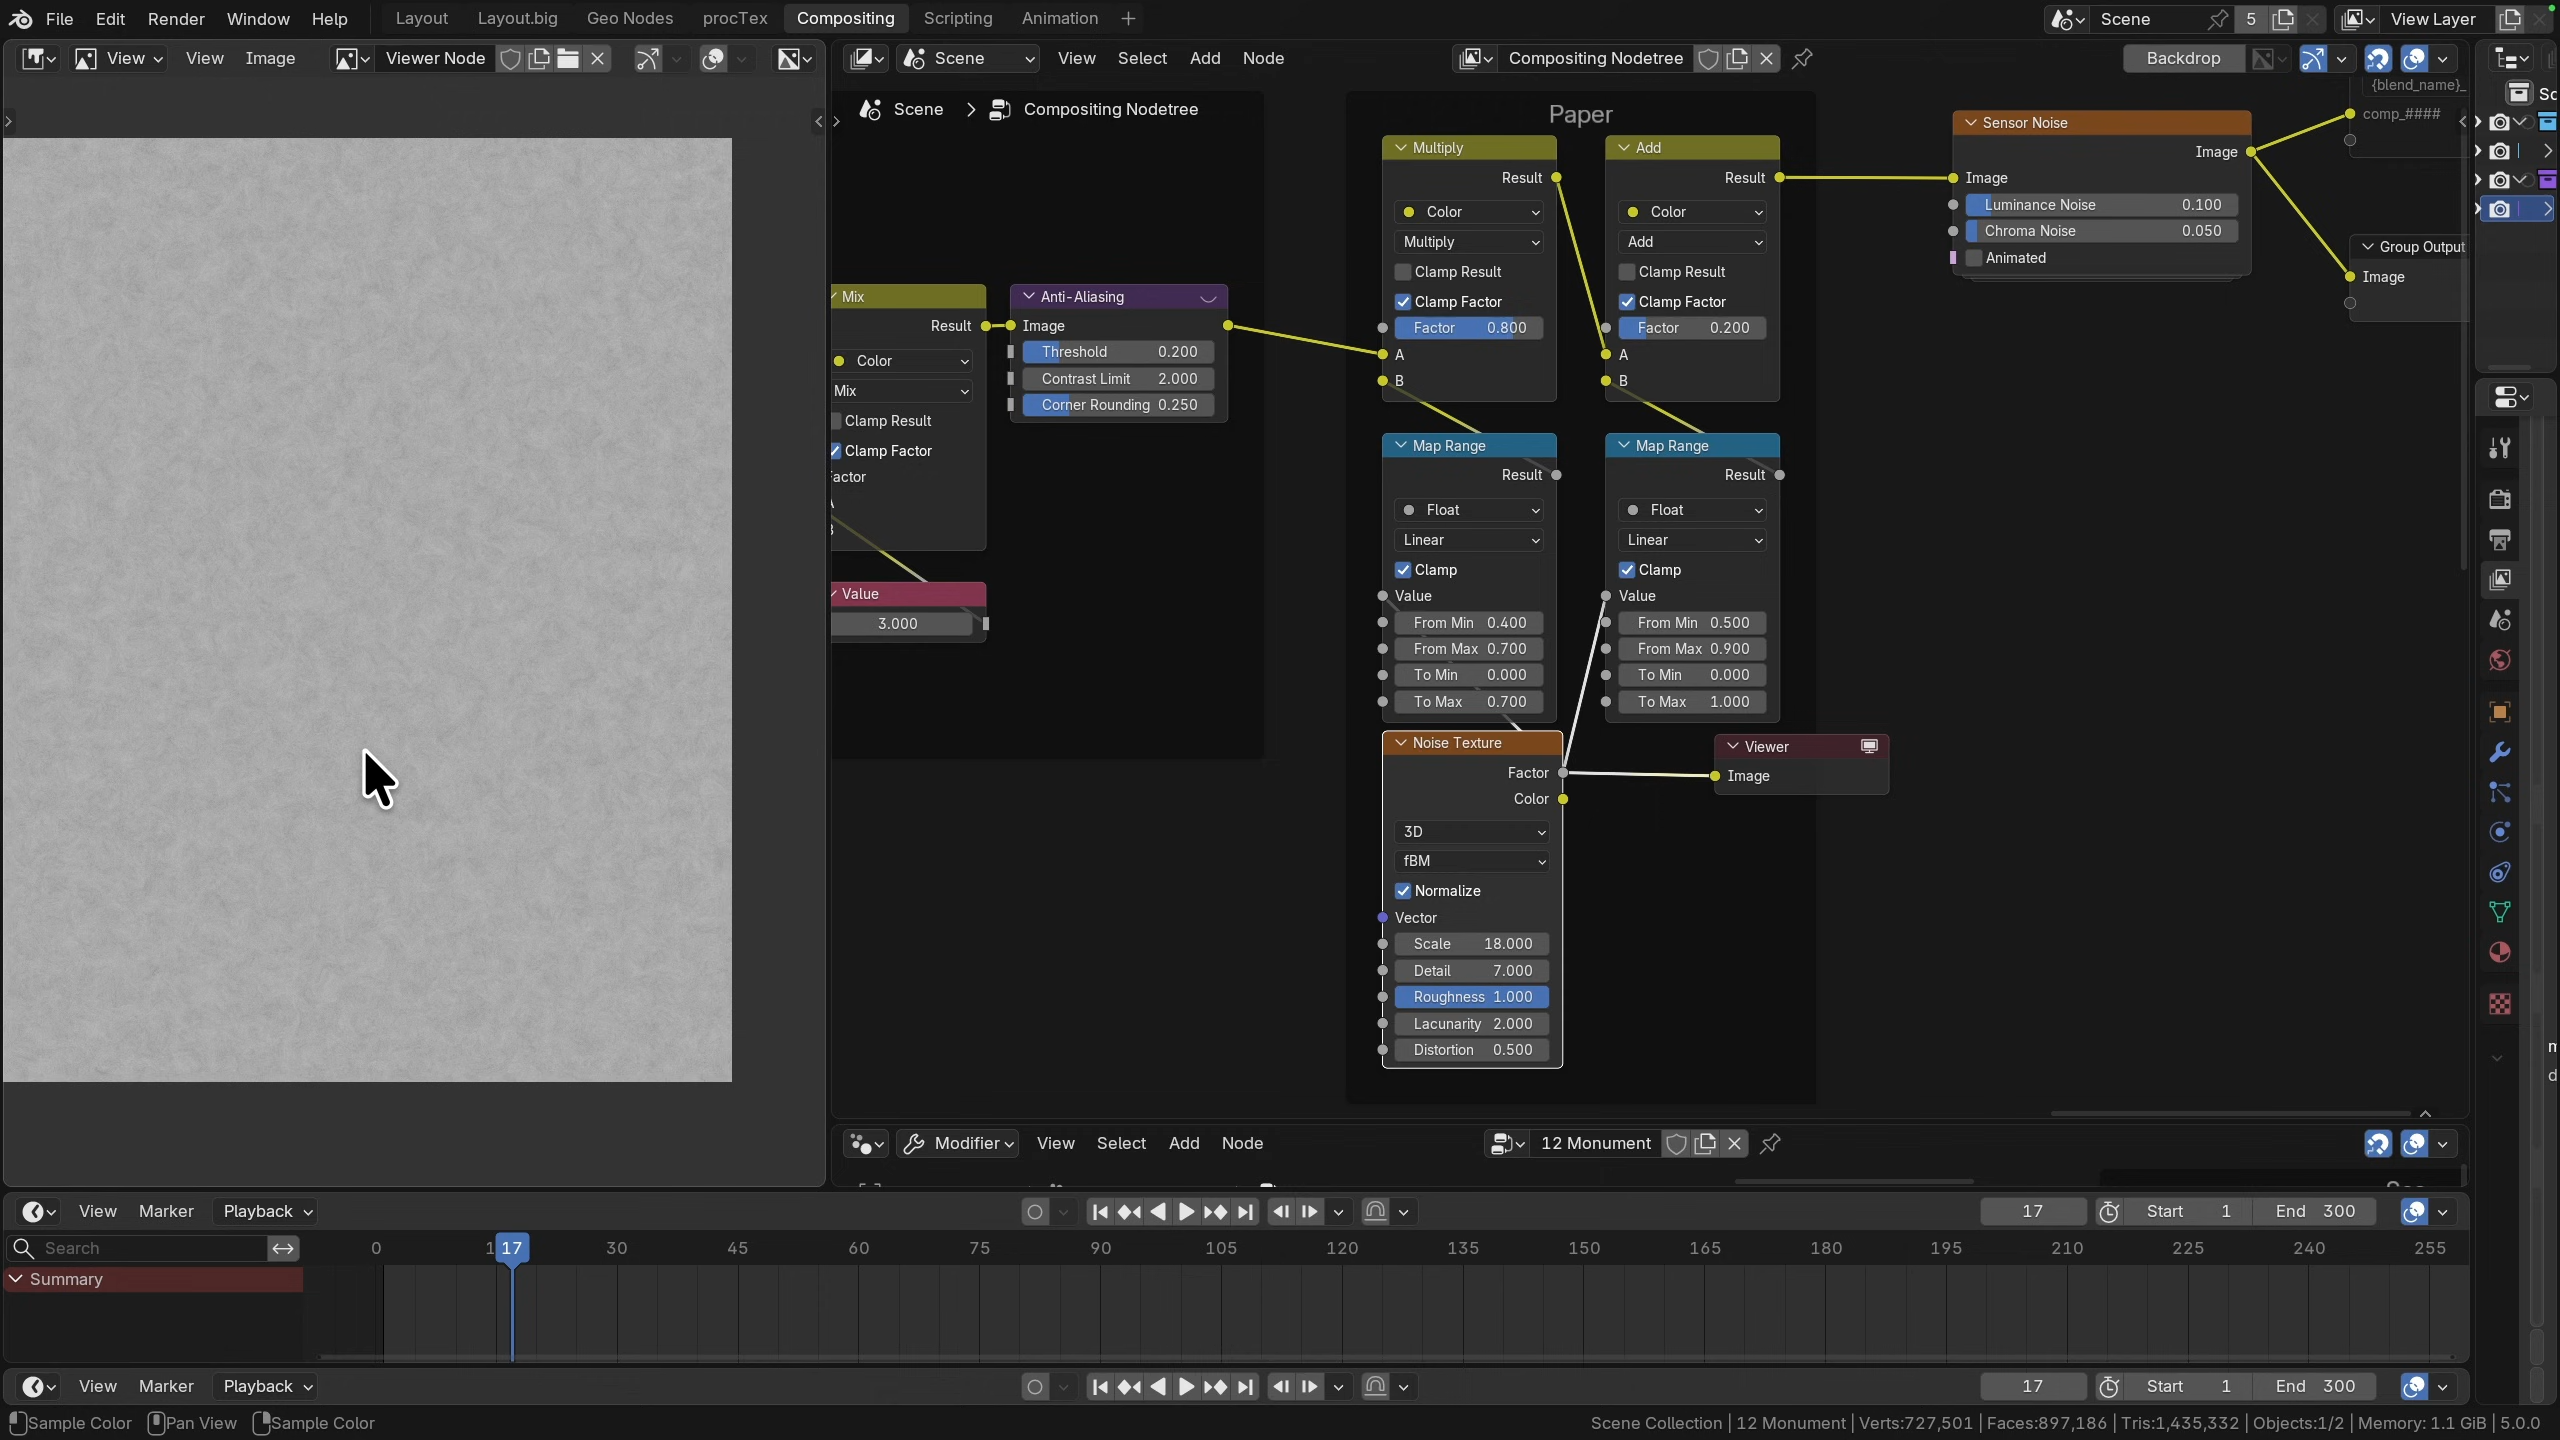 File Edit Render Window Help Layout Layout.big Geo Nodes procTex Compositing Scripting Animation Scene 5 View Layer
View View Image Viewer Node Scene View Select Add Node Compositing Nodetree Backdrop
Scene Compositing Nodetree
{blend_name}_
comp_####
Paper
Multiply
Result
Color
Multiply
Clamp Result
Clamp Factor
Factor 0.800
A
B
Add
Result
Color
Add
Clamp Result
Clamp Factor
Factor 0.200
A
B
Sensor Noise
Image
Image
Luminance Noise 0.100
Chroma Noise 0.050
Animated
Group Output
Image
Mix
Result
Color
Mix
Clamp Result
Clamp Factor
Anti-Aliasing
Image
Threshold 0.200
Contrast Limit 2.000
Corner Rounding 0.250
Value
3.000
Map Range
Result
Float
Linear
Clamp
Value
From Min 0.400
From Max 0.700
To Min 0.000
To Max 0.700
Map Range
Result
Float
Linear
Clamp
Value
From Min 0.500
From Max 0.900
To Min 0.000
To Max 1.000
Noise Texture
Factor
Color
3D
fBM
Normalize
Vector
Scale 18.000
Detail 7.000
Roughness 1.000
Lacunarity 2.000
Distortion 0.500
Viewer
Image
Modifier View Select Add Node 12 Monument
View Marker Playback 17 Start 1 End 300
Search 0 17 30 45 60 75 90 105 120 135 150 165 180 195 210 225 240 255
Summary
View Marker Playback 17 Start 1 End 300
Sample Color Pan View Sample Color Scene Collection | 12 Monument | Verts:727,501 | Faces:897,186 | Tris:1,435,332 | Objects:1/2 | Memory: 1.1 GiB | 5.0.0